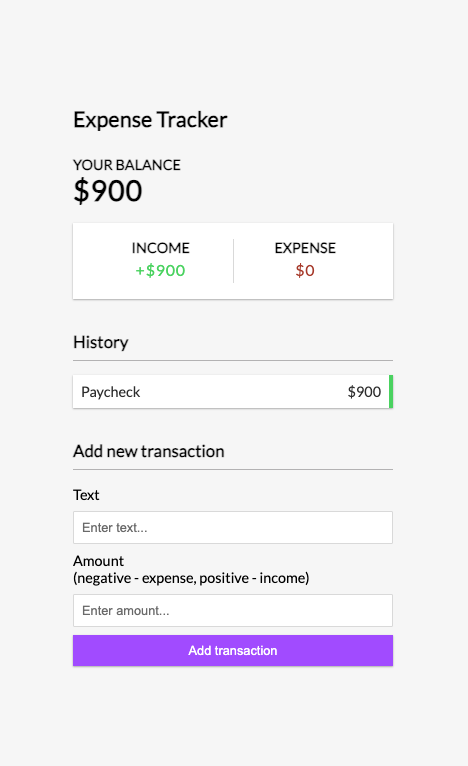 Expense Tracker
YOUR BALANCE
$900
INCOME
+$900
EXPENSE
$0
History
Paycheck $900
Add new transaction
Text
Enter text...
Amount
(negative - expense, positive - income)
Enter amount...
Add transaction